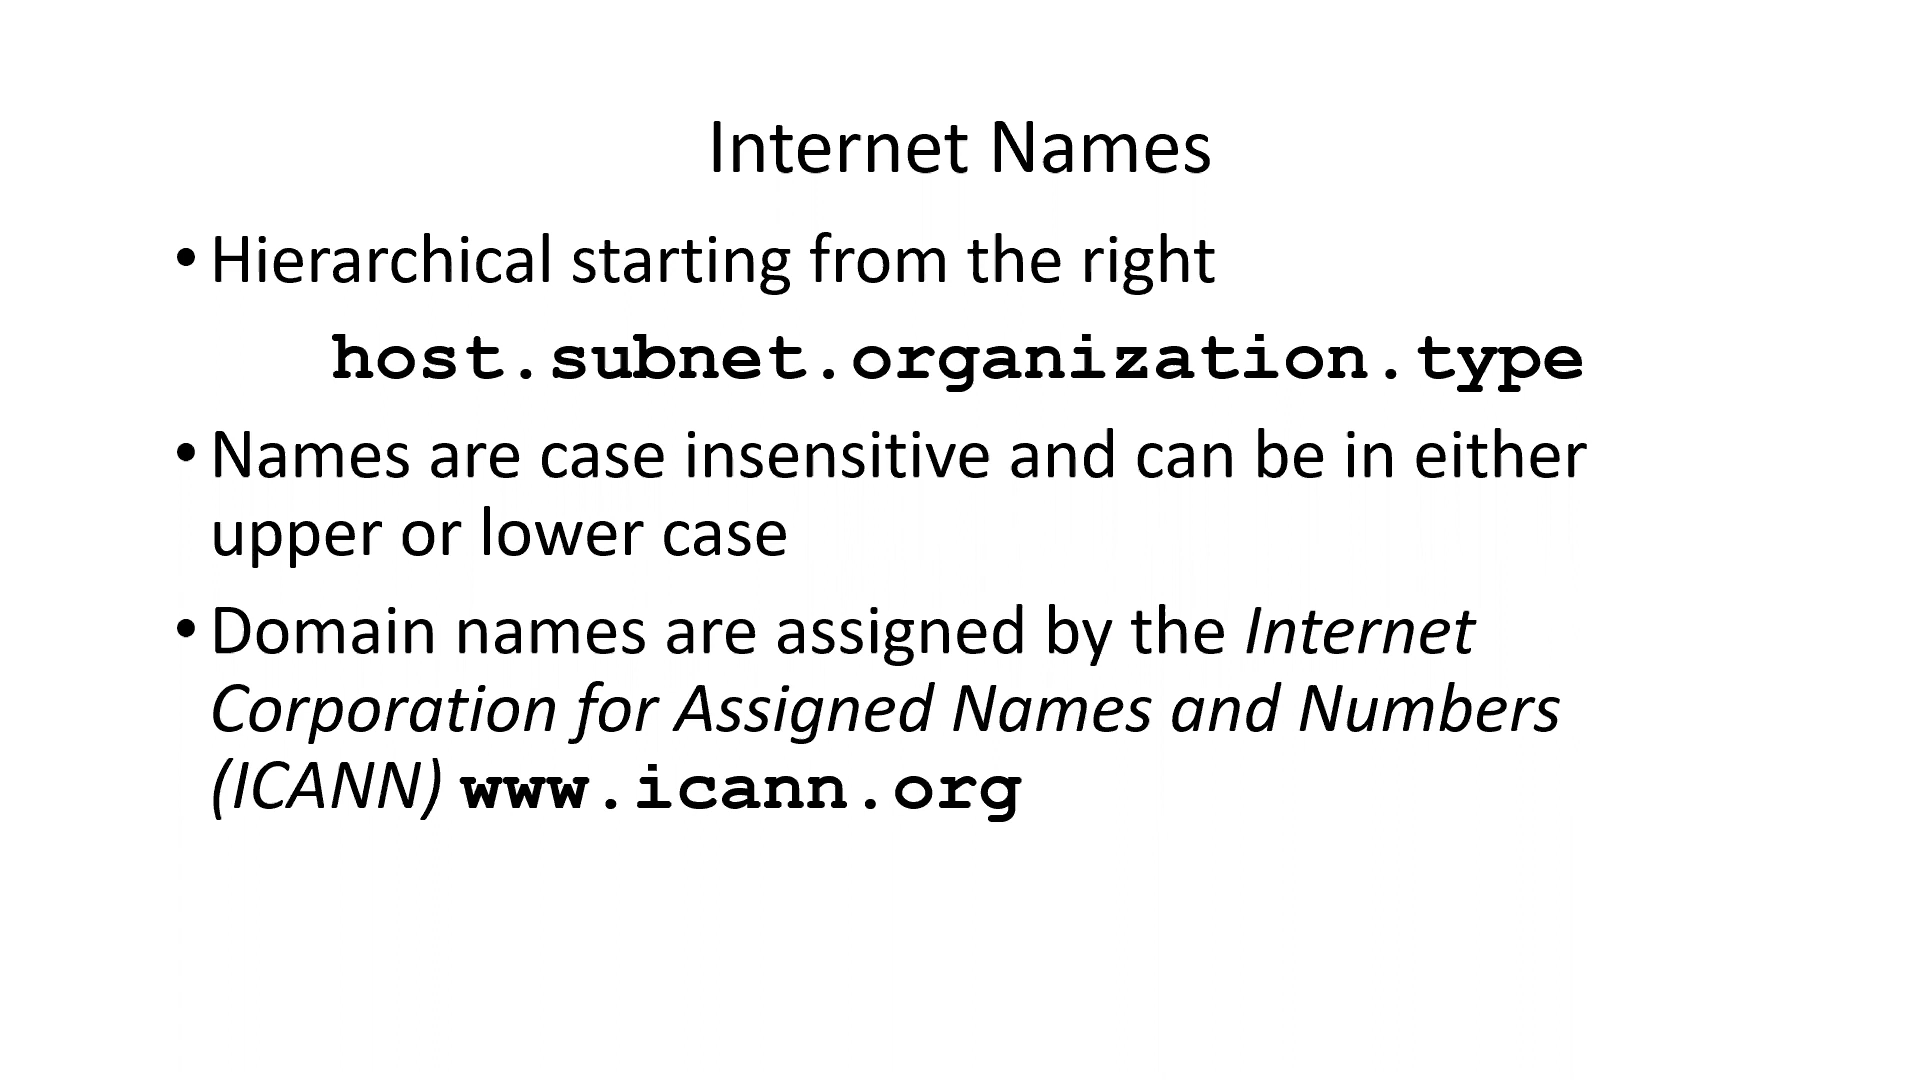 Internet Names
• Hierarchical starting from the right
host.subnet.organization.type
• Names are case insensitive and can be in either
upper or lower case
• Domain names are assigned by the Internet
Corporation for Assigned Names and Numbers
(ICANN) www.icann.org